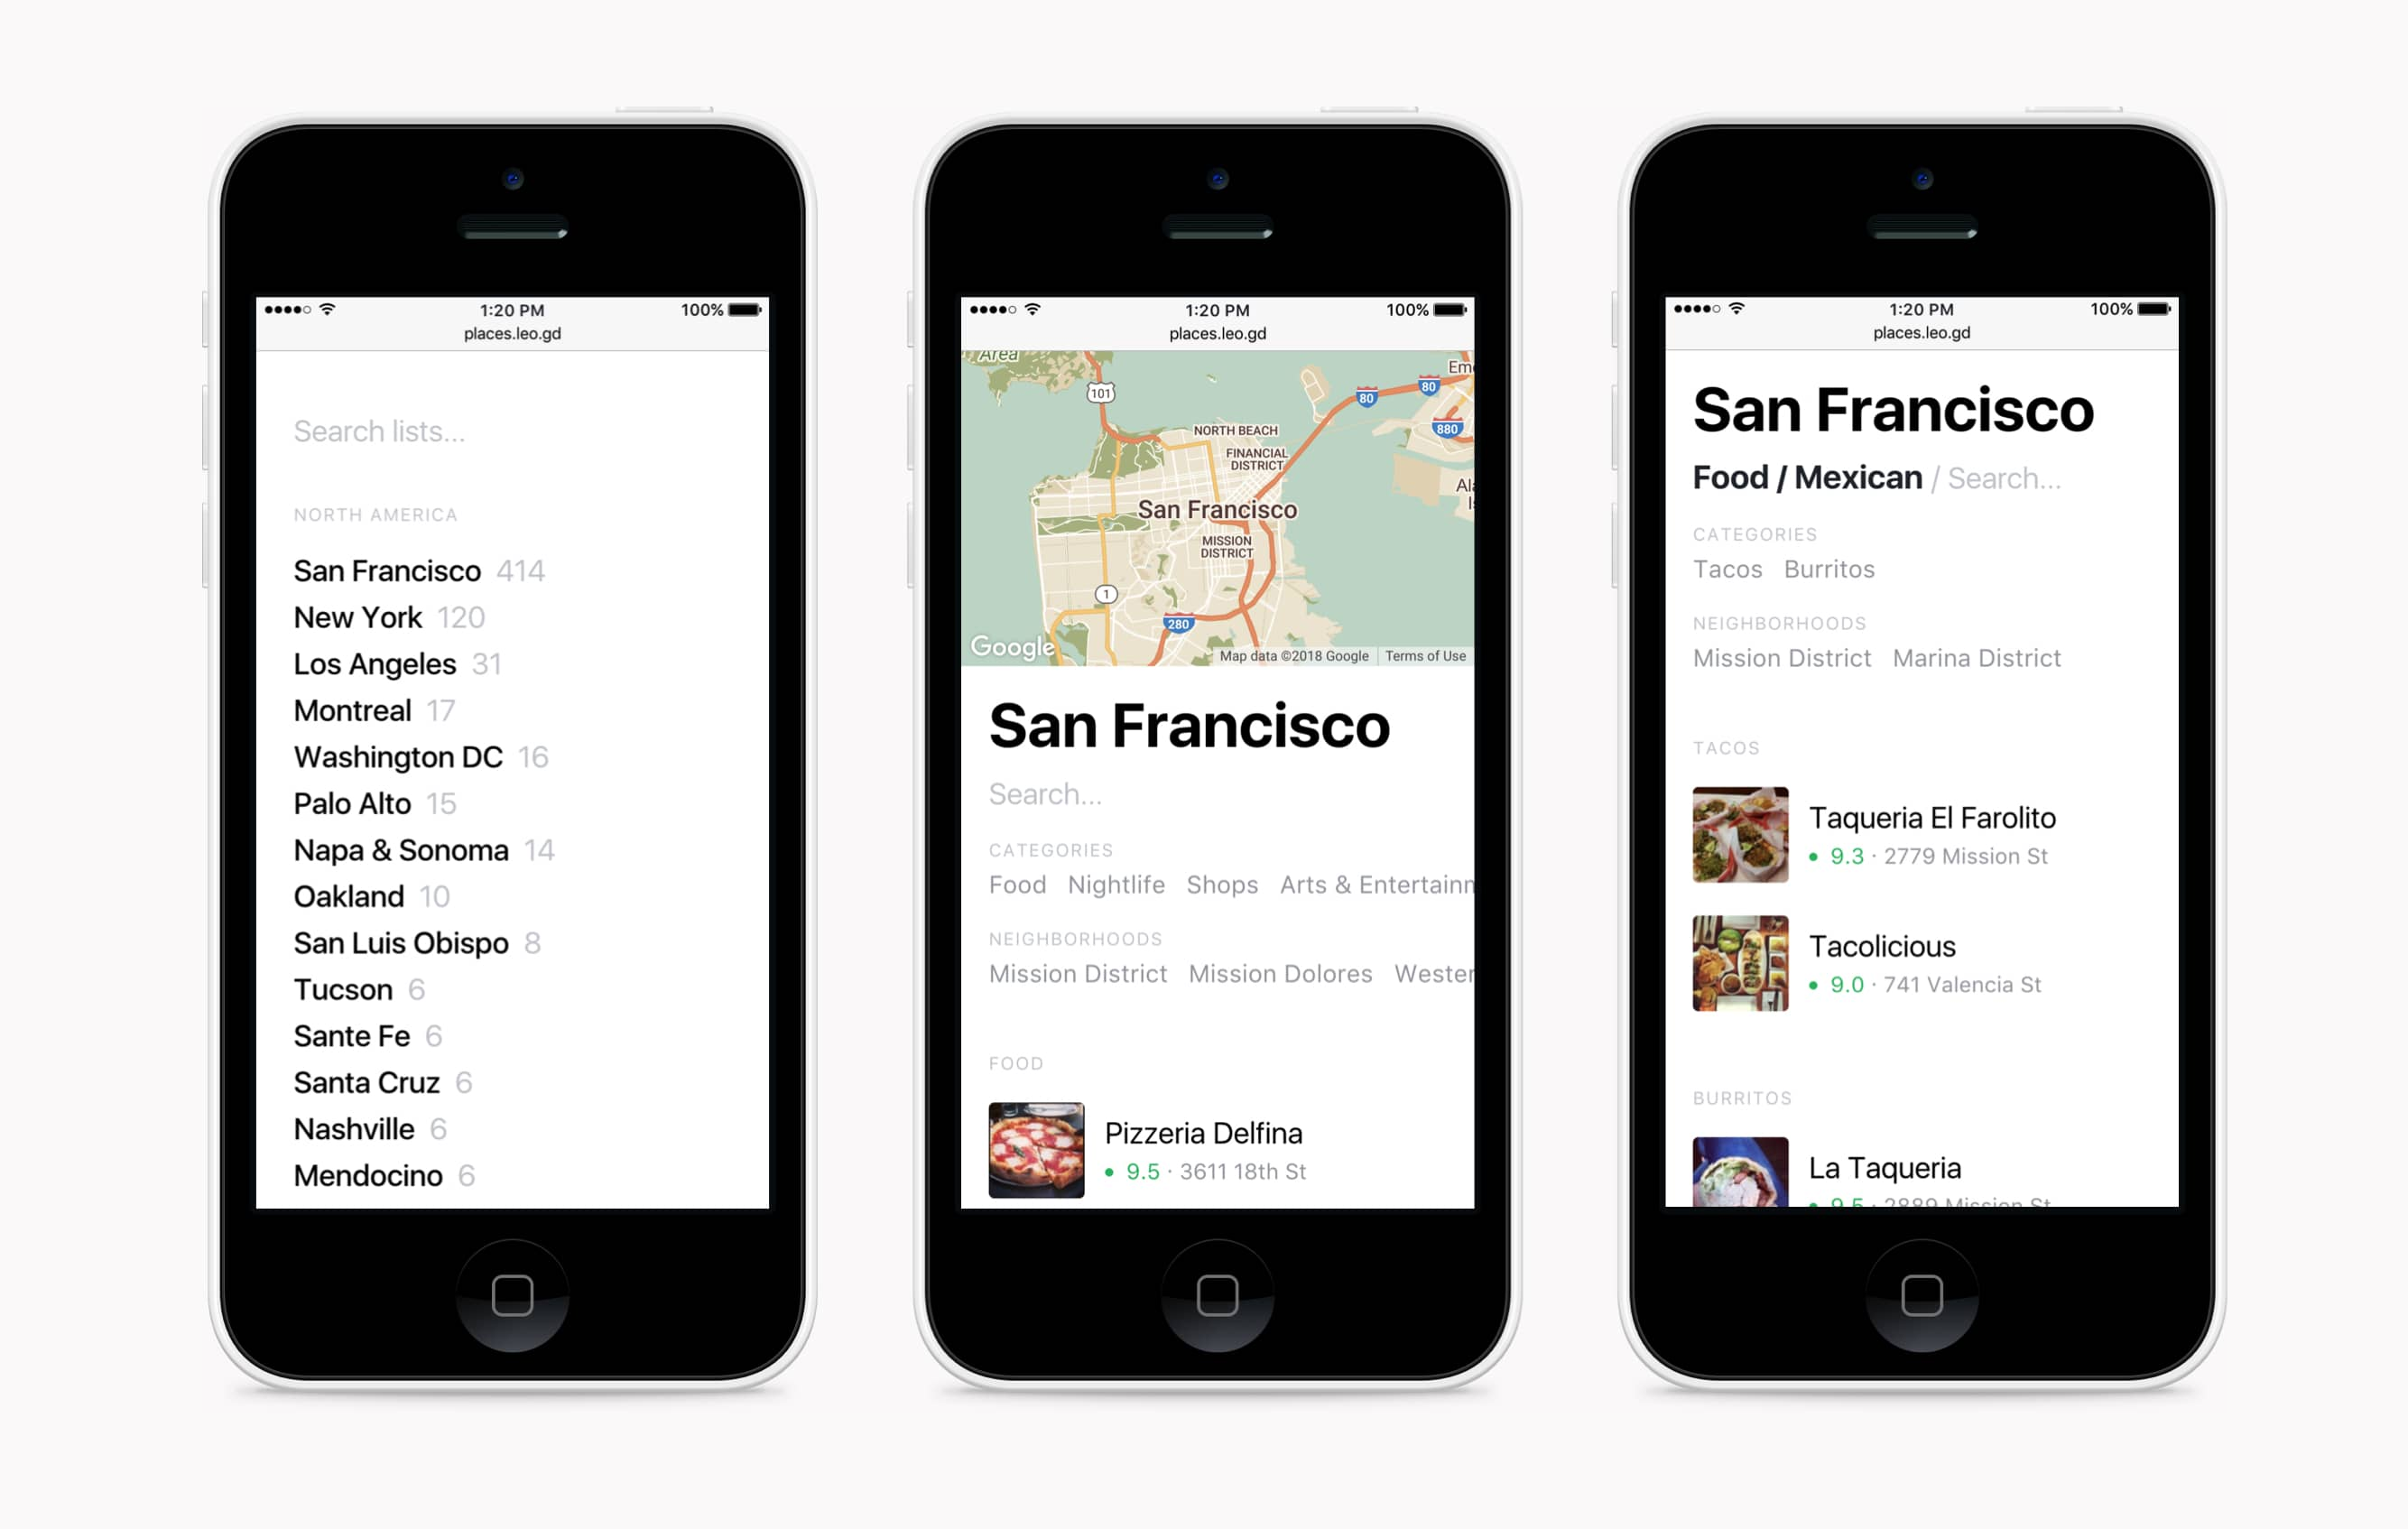 1:20 PM
100%
places.leo.gd
Search lists...
NORTH AMERICA
San Francisco 414
New York 120
Los Angeles 31
Montreal 17
Washington DC 16
Palo Alto 15
Napa & Sonoma 14
Oakland 10
San Luis Obispo 8
Tucson 6
Sante Fe 6
Santa Cruz 6
Nashville 6
Mendocino 6
1:20 PM
100%
places.leo.gd
Area
101
80
80
Eme
880
NORTH BEACH
FINANCIAL
DISTRICT
San Francisco
MISSION
DISTRICT
1
280
Google
Map data ©2018 Google
Terms of Use
San Francisco
Search...
CATEGORIES
Food Nightlife Shops Arts & Entertainm
NEIGHBORHOODS
Mission District Mission Dolores Wester
FOOD
Pizzeria Delfina
• 9.5 · 3611 18th St
1:20 PM
100%
places.leo.gd
San Francisco
Food / Mexican / Search...
CATEGORIES
Tacos Burritos
NEIGHBORHOODS
Mission District Marina District
TACOS
Taqueria El Farolito
• 9.3 · 2779 Mission St
Tacolicious
• 9.0 · 741 Valencia St
BURRITOS
La Taqueria
• 9.5 · 2889 Mission St